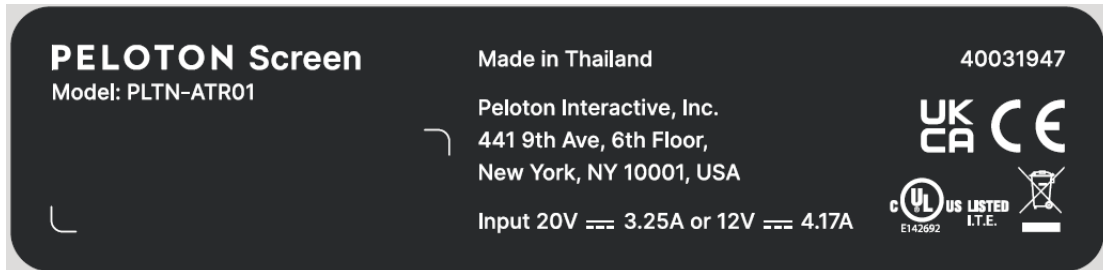 PELOTON Screen
Model: PLTN-ATR01
Made in Thailand
Peloton Interactive, Inc.
441 9th Ave, 6th Floor,
New York, NY 10001, USA
Input 20V ⎓ 3.25A or 12V ⎓ 4.17A
40031947
UK
CA CE
C UL US LISTED
I.T.E.
E142692